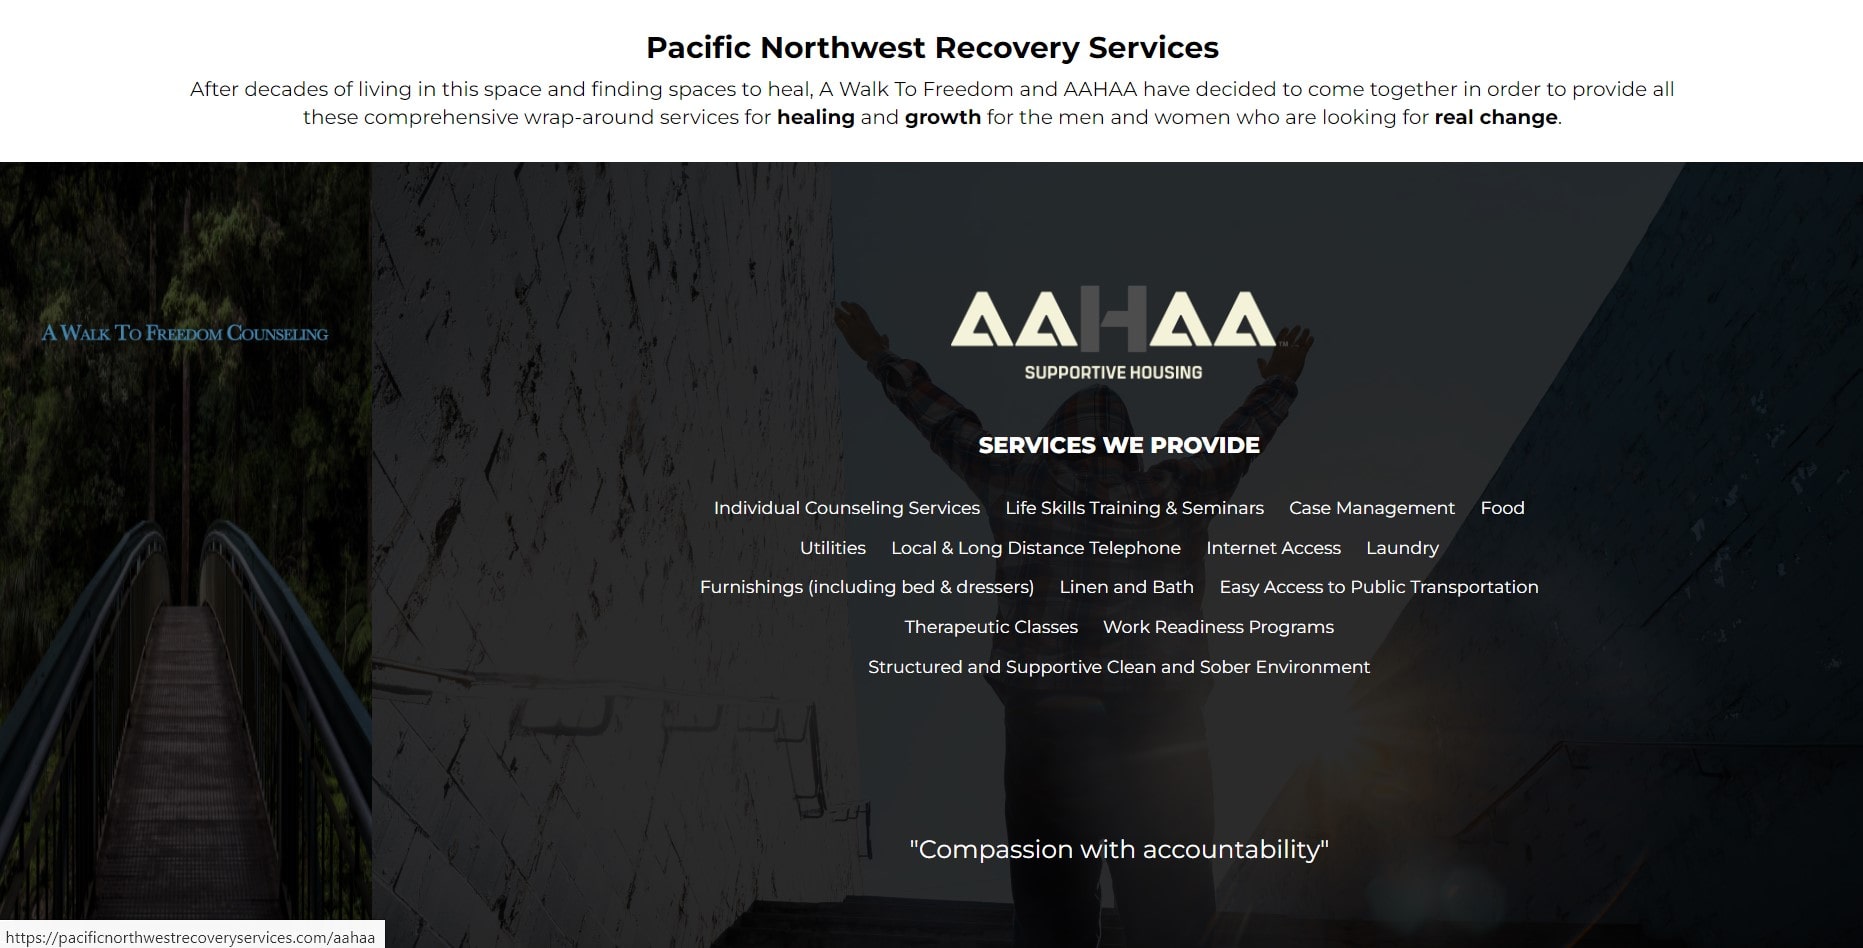 Pacific Northwest Recovery Services
After decades of living in this space and finding spaces to heal, A Walk To Freedom and AAHAA have decided to come together in order to provide all
these comprehensive wrap-around services for healing and growth for the men and women who are looking for real change.
A WALK TO FREEDOM COUNSELING
AAHAA™
SUPPORTIVE HOUSING
SERVICES WE PROVIDE
Individual Counseling Services Life Skills Training & Seminars Case Management Food
Utilities Local & Long Distance Telephone Internet Access Laundry
Furnishings (including bed & dressers) Linen and Bath Easy Access to Public Transportation
Therapeutic Classes Work Readiness Programs
Structured and Supportive Clean and Sober Environment
"Compassion with accountability"
https://pacificnorthwestrecoveryservices.com/aahaa